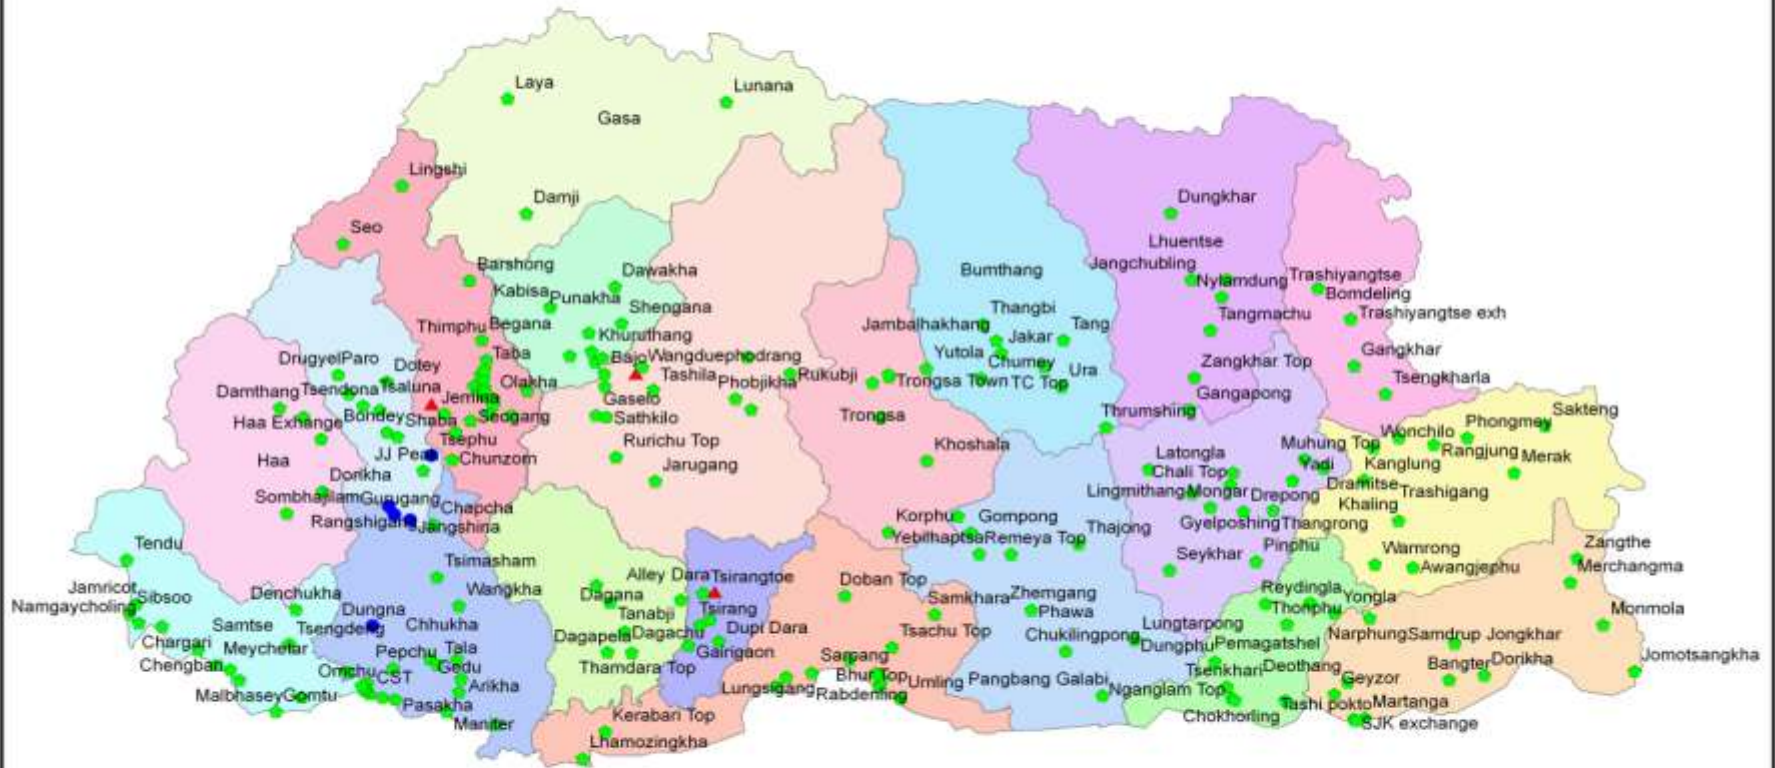 Laya
Lunana
Gasa
Lingshi
Damji
Dungkhar
Seo
Lhuentse
Barshong
Dawakha
Bumthang
Jangchubling
Kabisa
Punakha
Nylamdung
Trashiyangtse
Bomdeling
Shengana
Thangbi
Tangmachu
Trashiyangtse exh
Thimphu
Begana
Khuruthang
Jambalhakhang
Jakar
Tang
Drugyel
Paro
Dotey
Taba
Bajo
Wangduephodrang
Yutola
Chumey
Zangkhar Top
Gangkhar
Damthang
Tsendona
Tsaluna
Olakha
Tashila
Phobjikha
Rukubji
Trongsa Town
TC Top
Ura
Tsengkharla
Jemina
Gaselo
Gangapong
Haa Exhange
Bondey
Shaba
Seogang
Sathkilo
Trongsa
Thrumshing
Phongmey
Sakteng
Tsephu
Rurichu Top
Khoshala
Wonchilo
Haa
JJ Peak
Chunzom
Jarugang
Latongla
Muhung Top
Rangjung
Merak
Donkha
Chali Top
Yadi
Kanglung
Sombhajilam
Gurugang
Chapcha
Lingmithang
Mongar
Drepong
Dramitse
Trashigang
Rangshigang
Jangshina
Korphu
Gompong
Thajong
Gyelposhing
Thangrong
Khaling
Tendu
Yebilhaptsa
Remeya Top
Seykhar
Pinphu
Wamrong
Zangthe
Tsimasham
Alley Dara
Tsirangtoe
Doban Top
Awangjephu
Merchangma
Jamricot
Sibsoo
Denchukha
Wangkha
Dagana
Samkhara
Zhemgang
Reydingla
Yongla
Namgaycholing
Dungna
Tanabji
Tsirang
Phawa
Thonphu
Monmola
Samtse
Tsengdeng
Chhukha
Dagapela
Dagachu
Dupi Dara
Tsachu Top
Chukilingpong
Lungtarpong
Narphung
Samdrup Jongkhar
Chargari
Meychetar
Pepchu
Tala
Gairigaon
Dungphu
Pemagatshel
Chengbari
Omchu
CST
Gedu
Thamdara Top
Sarpang
Bhur Top
Tsenkhari
Deothang
Bangter
Dorikha
Jomotsangkha
Malbhasey
Gomtu
Arikha
Lungsigang
Rabdenling
Umling
Pangbang
Galabi
Nganglam Top
Geyzor
Pasakha
Maniter
Kerabari Top
Chokhorling
Tashi pokto
Martanga
SJK exchange
Lhamozingkha